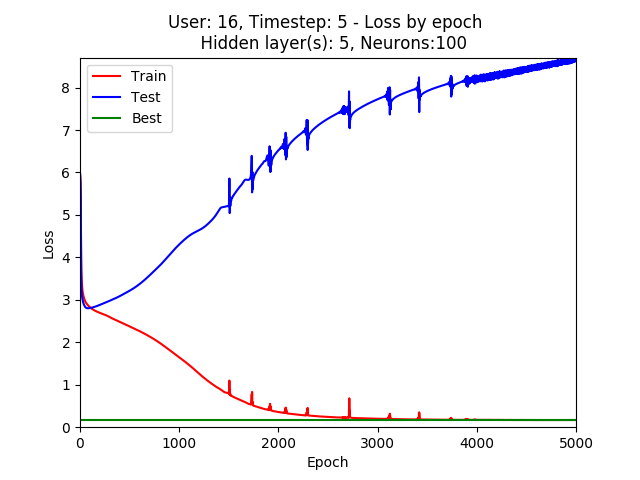 User: 16, Timestep: 5 - Loss by epoch
Hidden layer(s): 5, Neurons:100
Train
Test
Best
8
7
6
5
4
3
2
1
0
Loss
0 1000 2000 3000 4000 5000
Epoch